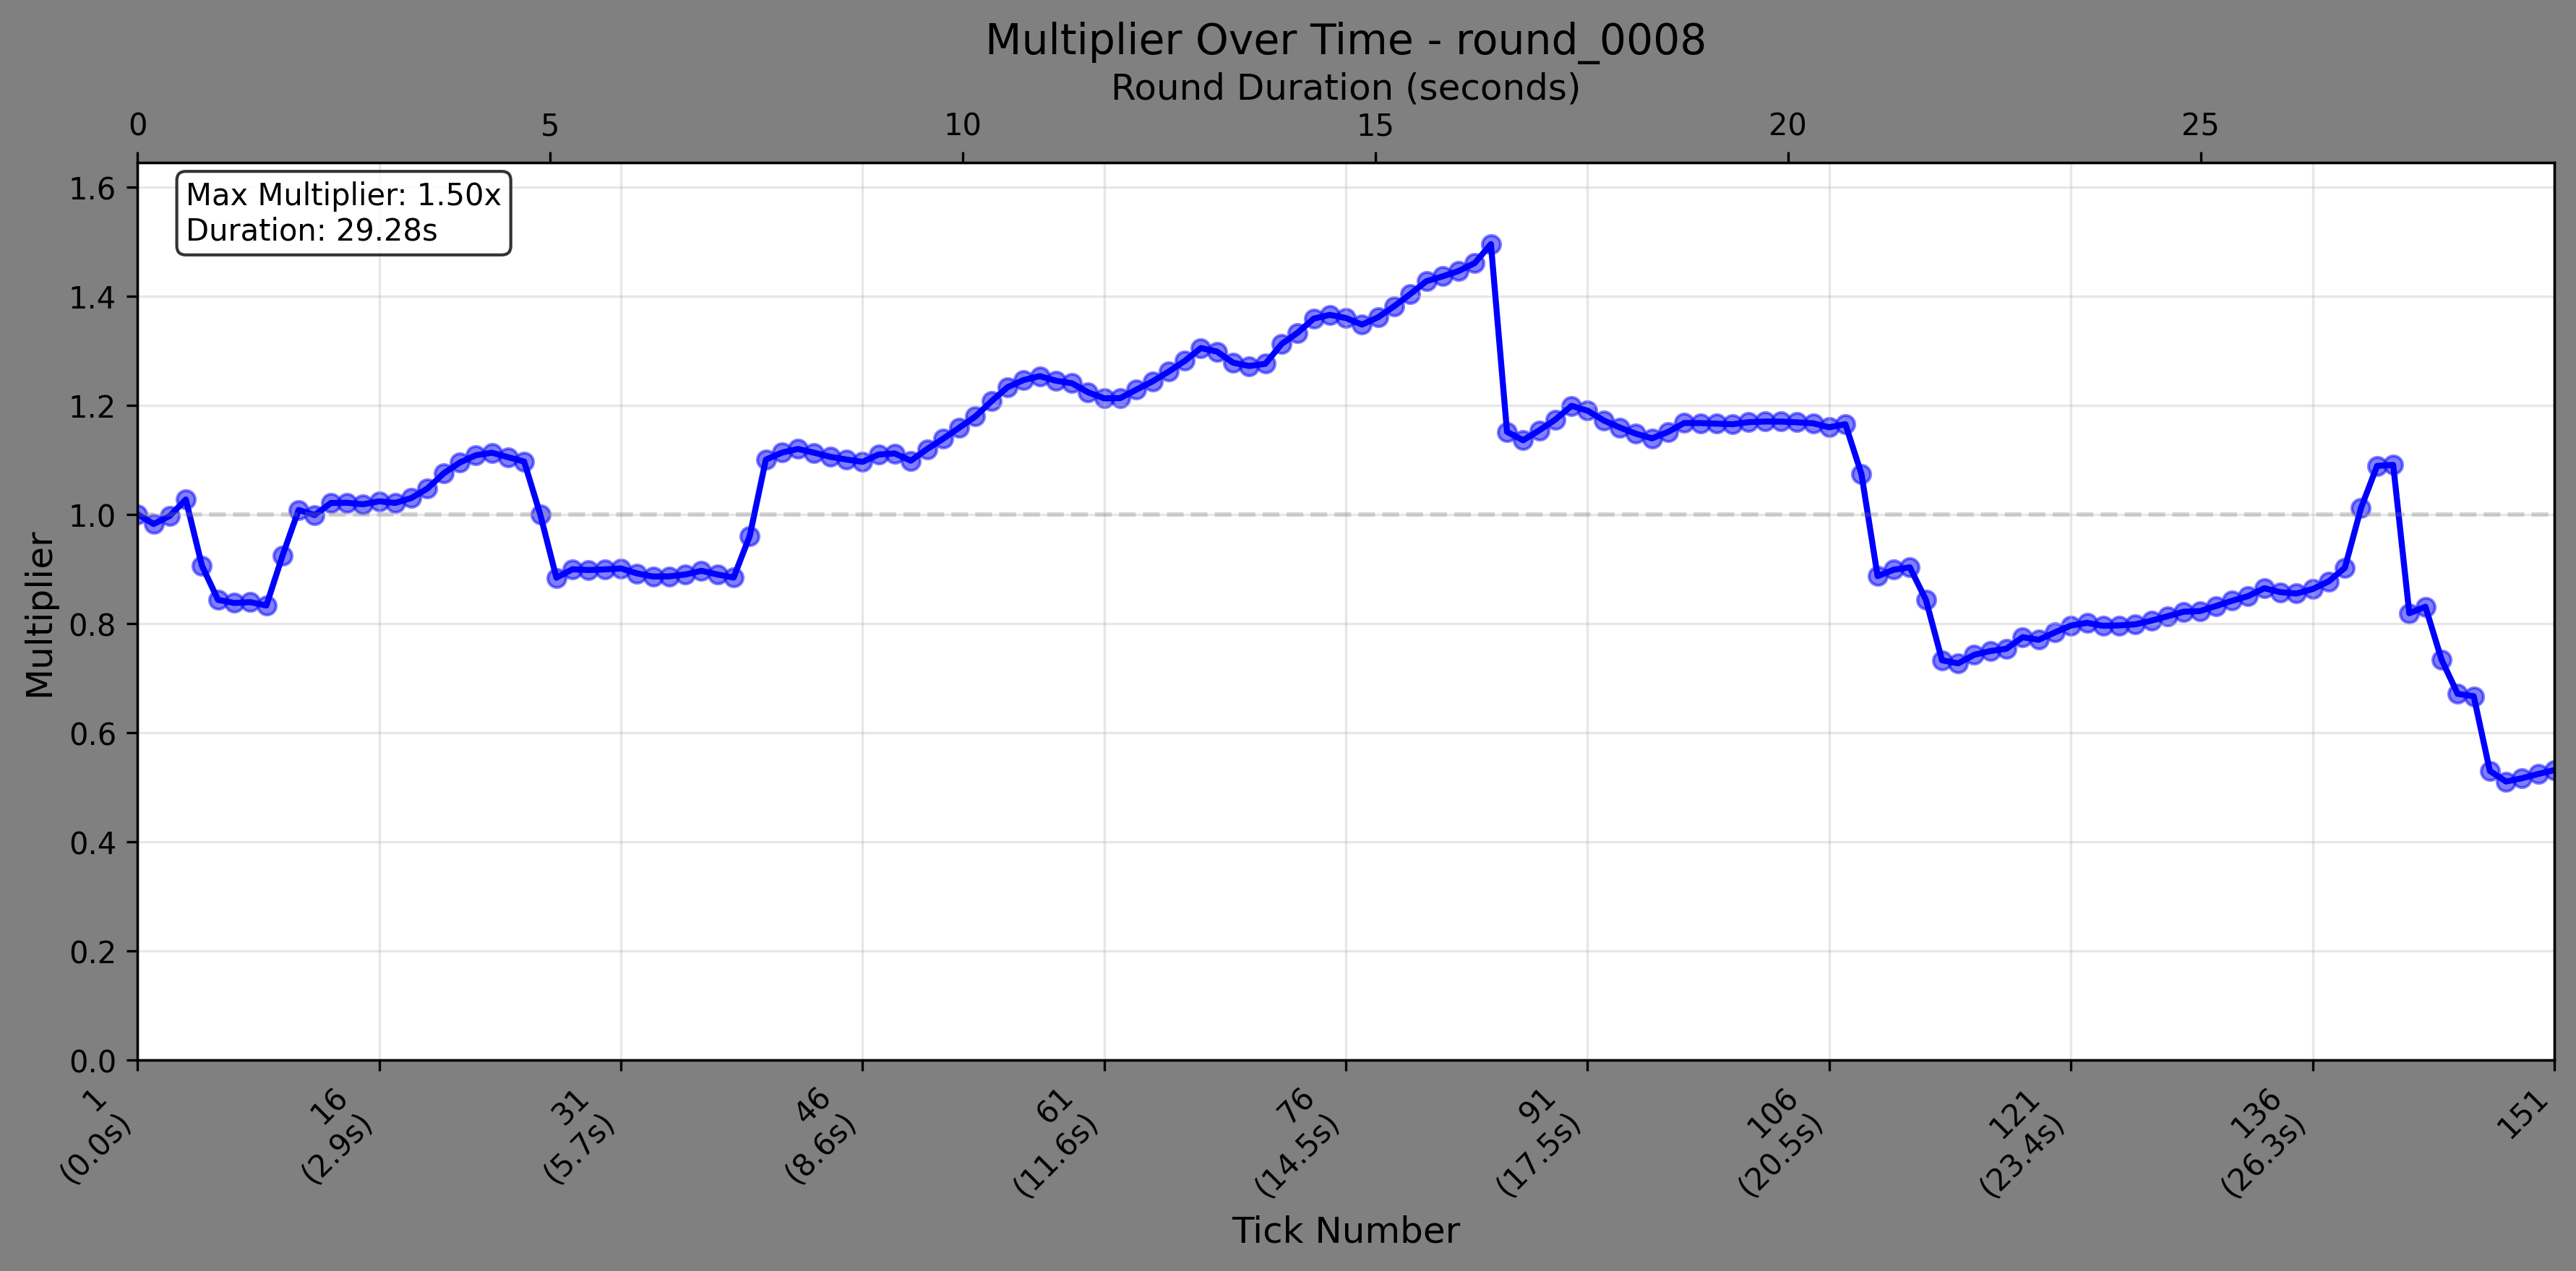 Multiplier Over Time - round_0008
Round Duration (seconds)
0 5 10 15 20 25
Max Multiplier: 1.50x
Duration: 29.28s
Multiplier
1.6
1.4
1.2
1.0
0.8
0.6
0.4
0.2
0.0
1
(0.0s)
16
(2.9s)
31
(5.7s)
46
(8.6s)
61
(11.6s)
76
(14.5s)
91
(17.5s)
106
(20.5s)
121
(23.4s)
136
(26.3s)
151
Tick Number